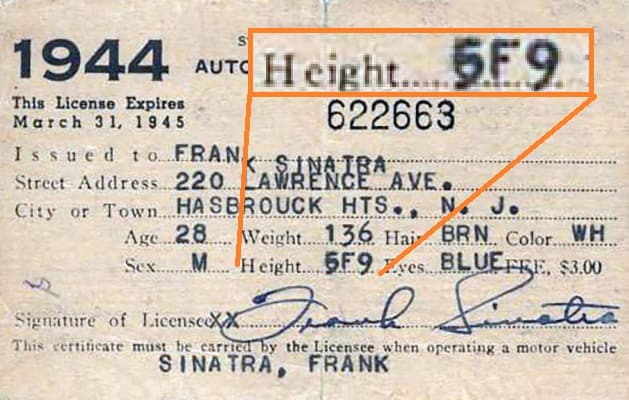 1944 AUTO
Height..... 5F9
This License Expires
March 31, 1945
622663
Issued to FRANK SINATRA
Street Address 220 LAWRENCE AVE.
City or Town HASBROUCK HTS., N. J.
Age 28 Weight 136 Hair BRN Color WH
Sex M Height 5F9 Eyes BLUE FEE, $3.00
Signature of Licensee XX Frank Sinatra
This certificate must be carried by the Licensee when operating a motor vehicle
SINATRA, FRANK